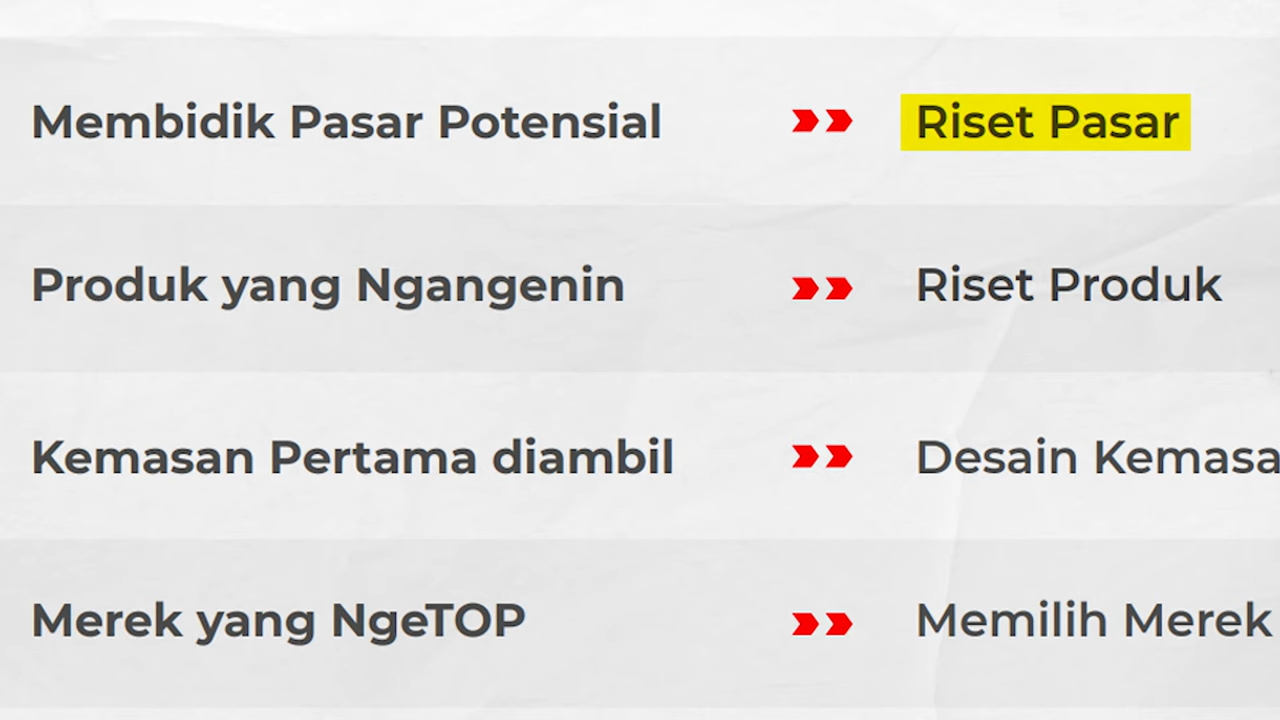 Membidik Pasar Potensial Riset Pasar
Produk yang Ngangenin Riset Produk
Kemasan Pertama diambil Desain Kemasa
Merek yang NgeTOP Memilih Merek